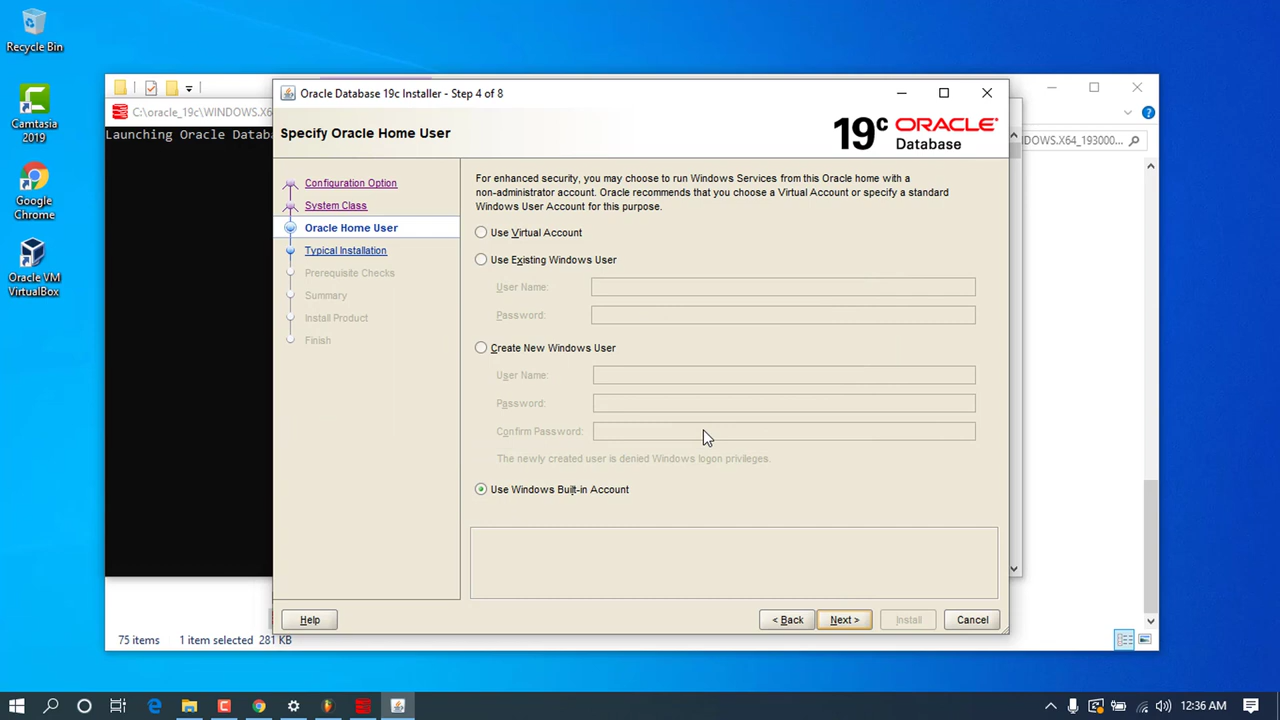 Recycle Bin
Camtasia
2019
Google
Chrome
Oracle VM
VirtualBox
C:\oracle_19c\WINDOWS.X6
Launching Oracle Datab
DOWS.X64_193000...
Oracle Database 19c Installer - Step 4 of 8
Specify Oracle Home User
19c ORACLE
Database
Configuration Option
System Class
Oracle Home User
Typical Installation
Prerequisite Checks
Summary
Install Product
Finish
For enhanced security, you may choose to run Windows Services from this Oracle home with a
non-administrator account. Oracle recommends that you choose a Virtual Account or specify a standard
Windows User Account for this purpose.
Use Virtual Account
Use Existing Windows User
User Name:
Password:
Create New Windows User
User Name:
Password:
Confirm Password:
The newly created user is denied Windows logon privileges.
Use Windows Built-in Account
Help
< Back
Next >
Install
Cancel
75 items
1 item selected
281 KB
12:36 AM